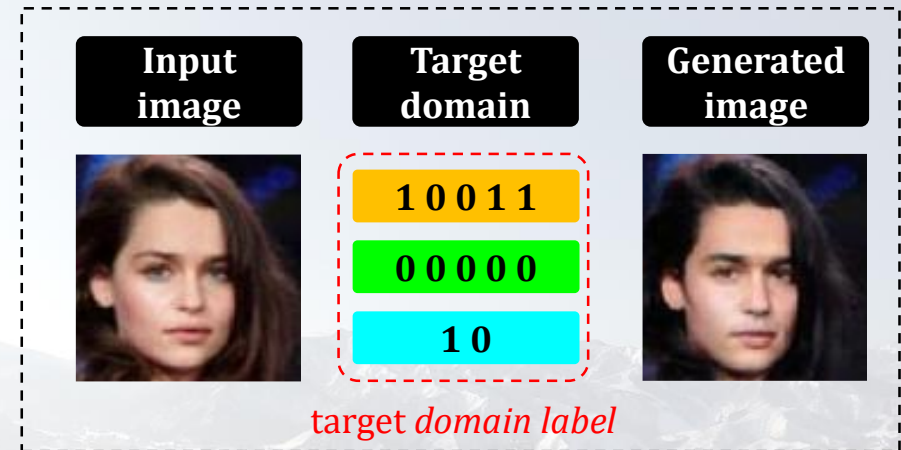 Input
image
Target
domain
Generated
image
1 0 0 1 1
0 0 0 0 0
1 0
target domain label